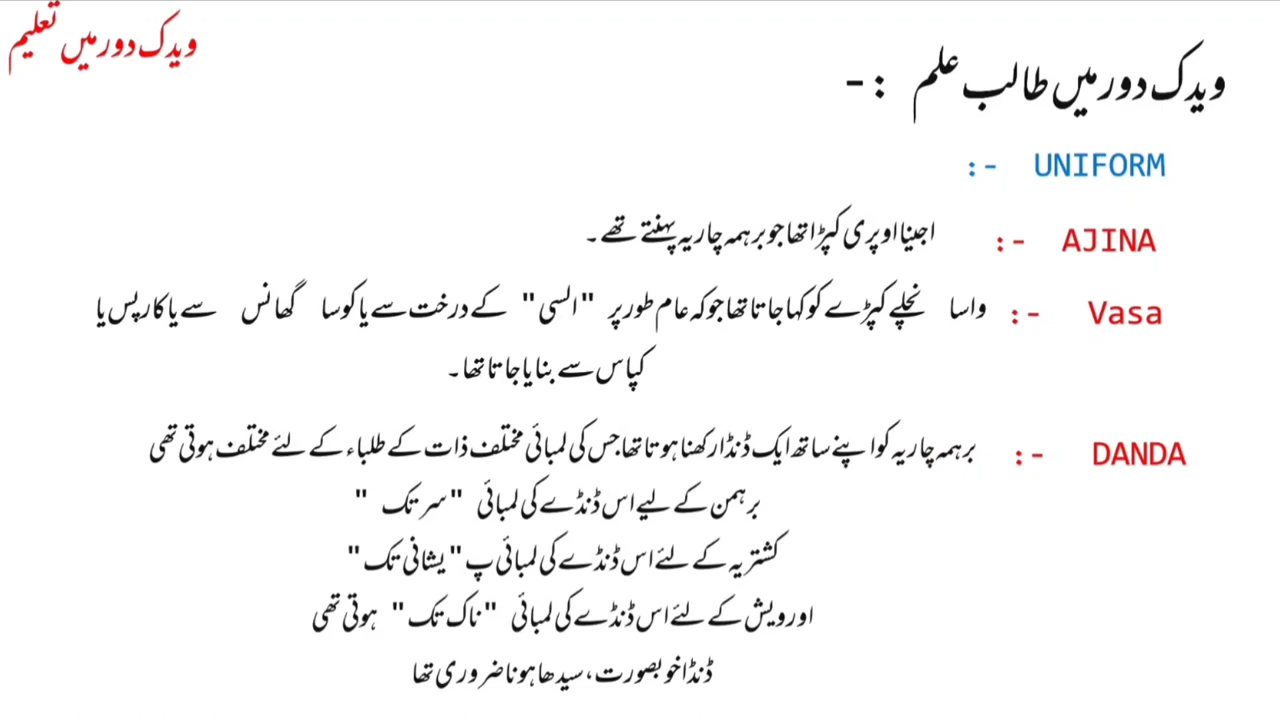 ویدک دور میں تعلیم
ویدک دور میں طالب علم :-
UNIFORM -:
AJINA -: اجینا اوپری کپڑا تھا جو برہمہ چاریہ پہنتے تھے۔
Vasa -: واسا نچلے کپڑے کو کہا جاتا تھا جو کہ عام طور پر "السی" کے درخت سے یا کوسا گھانس سے یا کارپس یا
کپاس سے بنایا جاتا تھا۔
DANDA -: برہمہ چاریہ کو اپنے ساتھ ایک ڈنڈا رکھنا ہوتا تھا جس کی لمبائی مختلف ذات کے طلباء کے لئے مختلف ہوتی تھی
برہمن کے لیے اس ڈنڈے کی لمبائی "سر تک "
کشتریہ کے لئے اس ڈنڈے کی لمبائی پ"یشانی تک"
اور ویش کے لئے اس ڈنڈے کی لمبائی "ناک تک" ہوتی تھی
ڈنڈا خوبصورت، سیدھا ہونا ضروری تھا